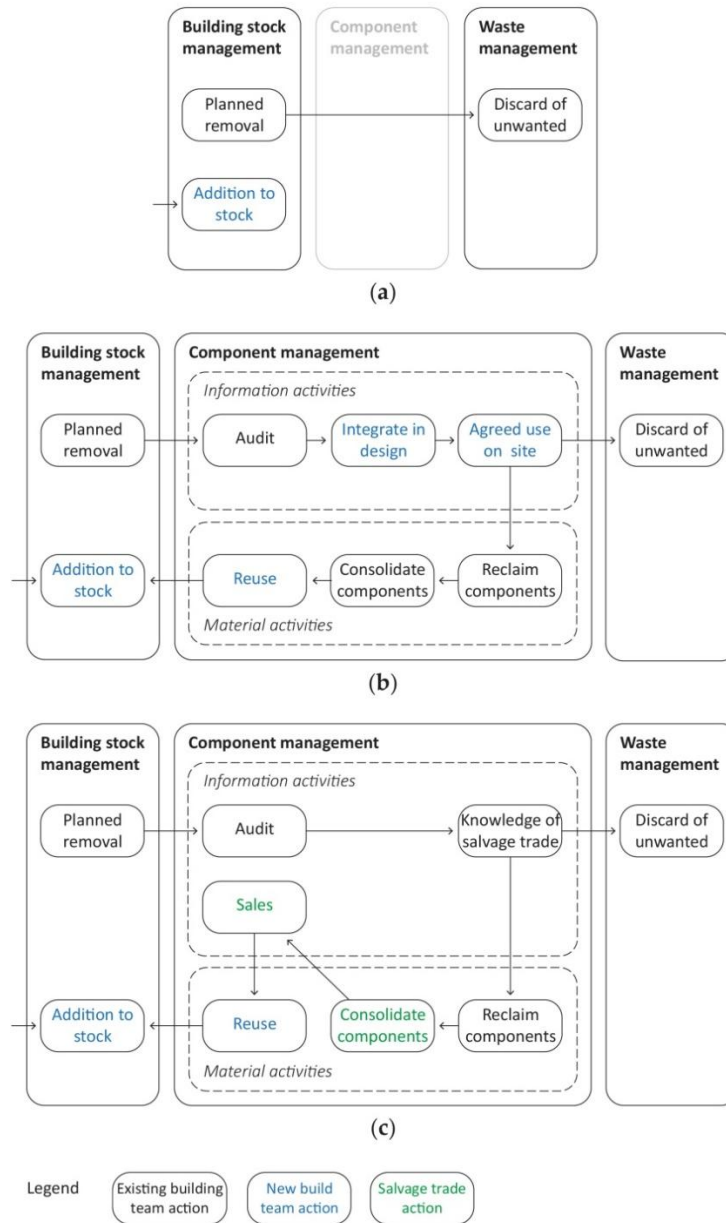 Building stock
management
Component
management
Waste
management
Planned
removal
Discard of
unwanted
Addition to
stock
(a)
Building stock
management
Component management
Waste
management
Information activities
Planned
removal
Audit
Integrate in
design
Agreed use
on site
Discard of
unwanted
Addition to
stock
Reuse
Consolidate
components
Reclaim
components
Material activities
(b)
Building stock
management
Component management
Waste
management
Information activities
Planned
removal
Audit
Knowledge of
salvage trade
Discard of
unwanted
Sales
Addition to
stock
Reuse
Consolidate
components
Reclaim
components
Material activities
(c)
Legend
Existing building
team action
New build
team action
Salvage trade
action